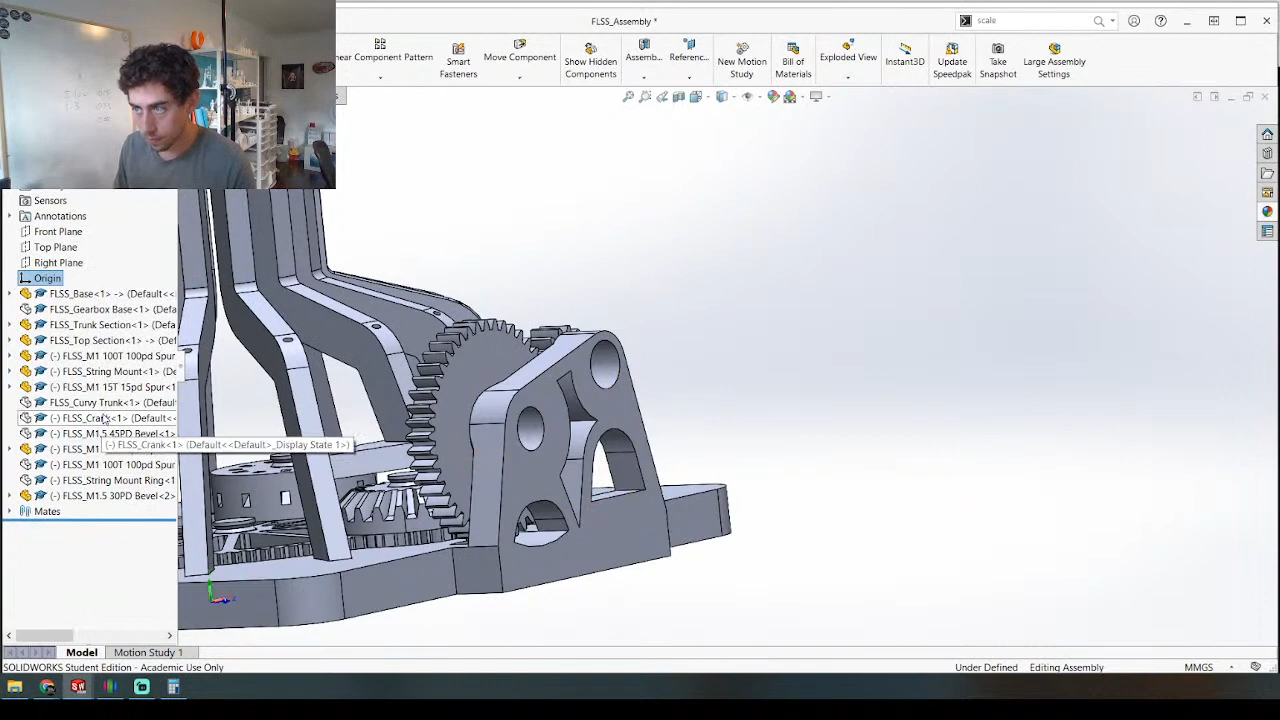 FLSS_Assembly *
scale
near Component Pattern
Smart Fasteners
Move Component
Show Hidden Components
Assemb...
Referenc...
New Motion Study
Bill of Materials
Exploded View
Instant3D
Update Speedpak
Take Snapshot
Large Assembly Settings
Sensors
Annotations
Front Plane
Top Plane
Right Plane
Origin
FLSS_Base<1> -> (Default<<
FLSS_Gearbox Base<1> (Defa
FLSS_Trunk Section<1> (Def
FLSS_Top Section<1> -> (De
(-) FLSS_M1 100T 100pd Spur
(-) FLSS_String Mount<1> (De
(-) FLSS_M1 15T 15pd Spur<1
FLSS_Curvy Trunk<1> (Defaul
(-) FLSS_Crank<1> (Default<<
(-) FLSS_M1.5 45PD Bevel<1>
(-) FLSS_Crank<1> (Default<<Default>_Display State 1>)
(-) FLSS_M1
(-) FLSS_M1 100T 100pd Spur
(-) FLSS_String Mount Ring<1
(-) FLSS_M1.5 30PD Bevel<2>
Mates
Model
Motion Study 1
SOLIDWORKS Student Edition - Academic Use Only
Under Defined
Editing Assembly
MMGS